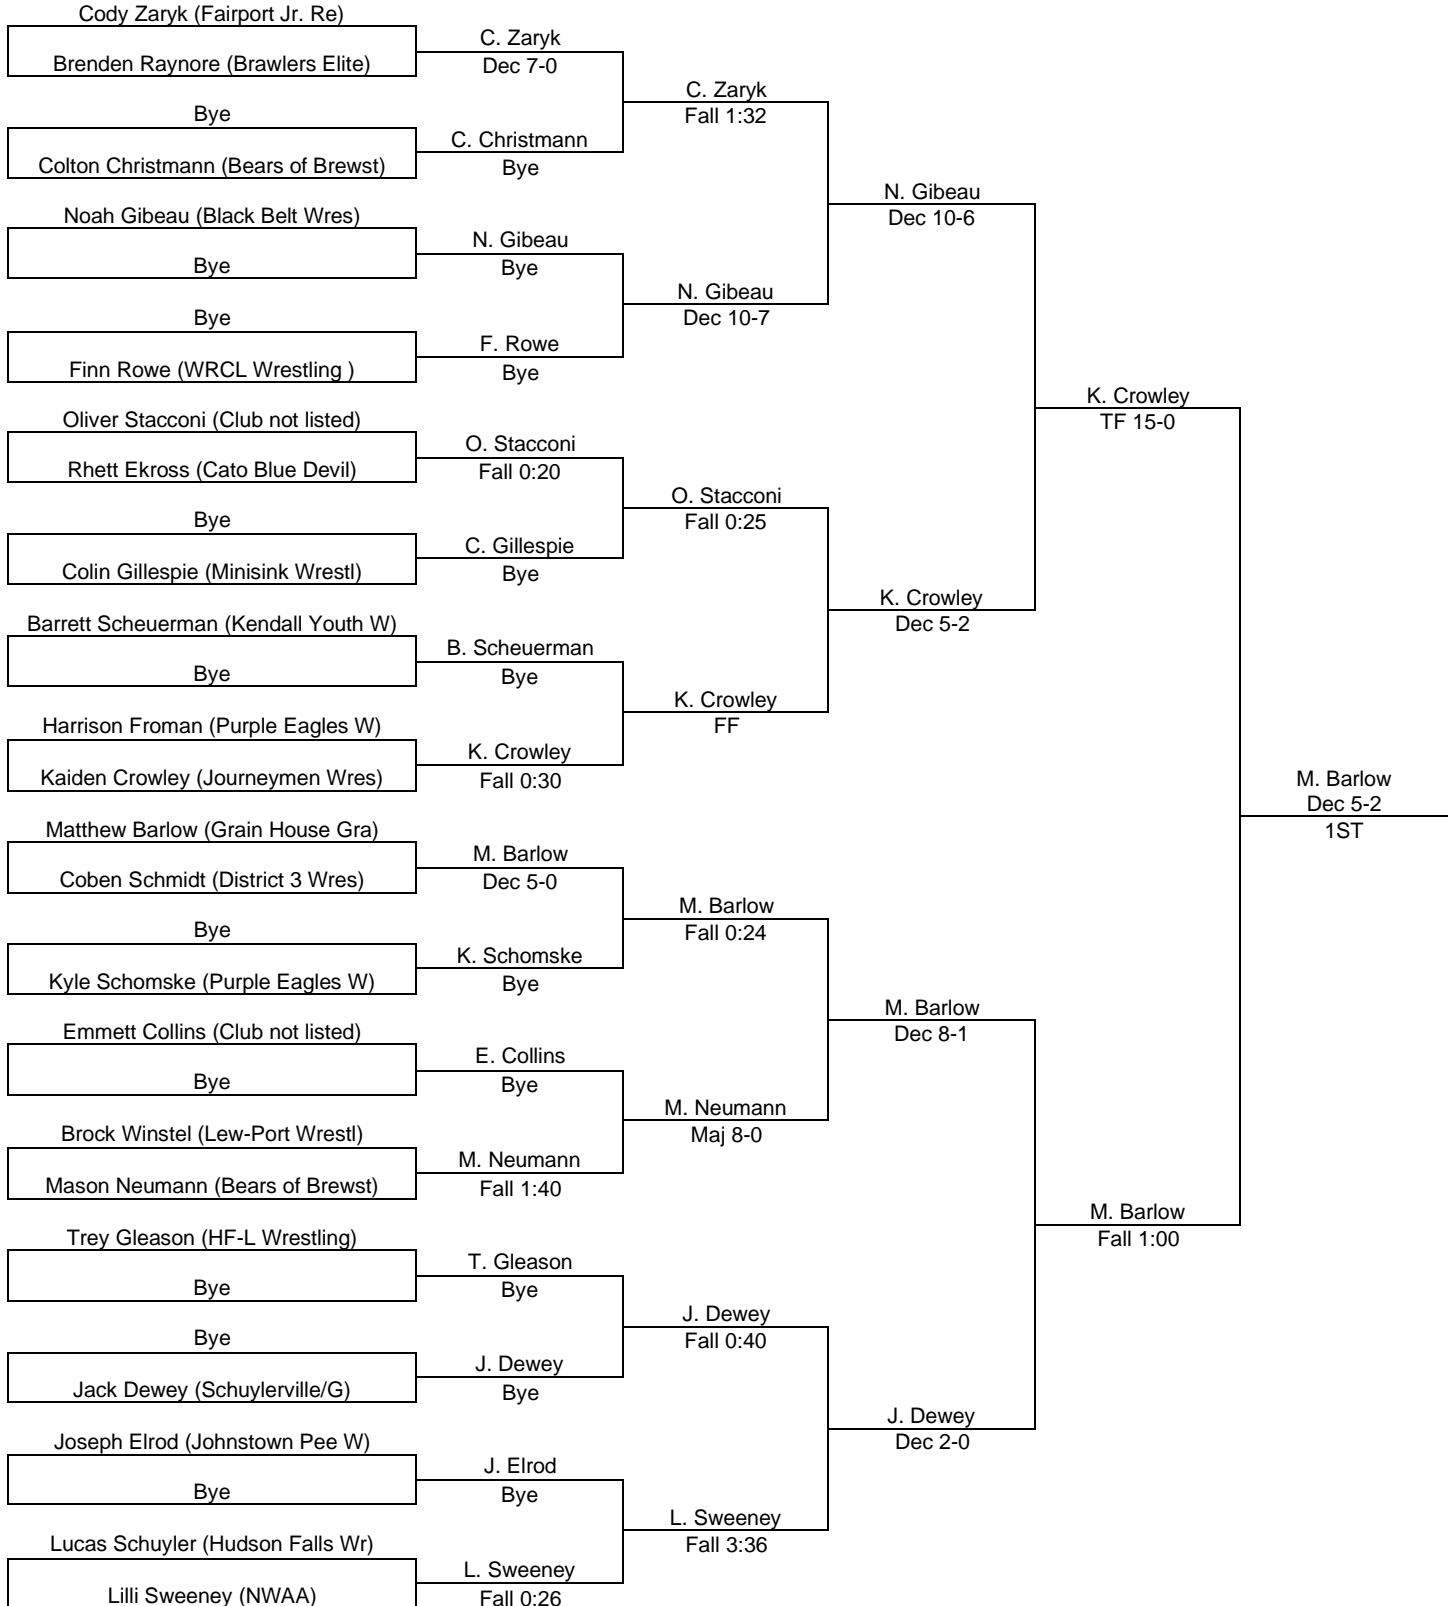 Cody Zaryk (Fairport Jr. Re)
Brenden Raynore (Brawlers Elite)
Bye
Colton Christmann (Bears of Brewst)
Noah Gibeau (Black Belt Wres)
Bye
Bye
Finn Rowe (WRCL Wrestling )
Oliver Stacconi (Club not listed)
Rhett Ekross (Cato Blue Devil)
Bye
Colin Gillespie (Minisink Wrestl)
Barrett Scheuerman (Kendall Youth W)
Bye
Harrison Froman (Purple Eagles W)
Kaiden Crowley (Journeymen Wres)
Matthew Barlow (Grain House Gra)
Coben Schmidt (District 3 Wres)
Bye
Kyle Schomske (Purple Eagles W)
Emmett Collins (Club not listed)
Bye
Brock Winstel (Lew-Port Wrestl)
Mason Neumann (Bears of Brewst)
Trey Gleason (HF-L Wrestling)
Bye
Bye
Jack Dewey (Schuylerville/G)
Joseph Elrod (Johnstown Pee W)
Bye
Lucas Schuyler (Hudson Falls Wr)
Lilli Sweeney (NWAA)
C. Zaryk
Dec 7-0
C. Christmann
Bye
N. Gibeau
Bye
F. Rowe
Bye
O. Stacconi
Fall 0:20
C. Gillespie
Bye
B. Scheuerman
Bye
K. Crowley
Fall 0:30
M. Barlow
Dec 5-0
K. Schomske
Bye
E. Collins
Bye
M. Neumann
Fall 1:40
T. Gleason
Bye
J. Dewey
Bye
J. Elrod
Bye
L. Sweeney
Fall 0:26
C. Zaryk
Fall 1:32
N. Gibeau
Dec 10-7
O. Stacconi
Fall 0:25
K. Crowley
FF
M. Barlow
Fall 0:24
M. Neumann
Maj 8-0
J. Dewey
Fall 0:40
L. Sweeney
Fall 3:36
N. Gibeau
Dec 10-6
K. Crowley
Dec 5-2
M. Barlow
Dec 8-1
J. Dewey
Dec 2-0
K. Crowley
TF 15-0
M. Barlow
Fall 1:00
M. Barlow
Dec 5-2
1ST